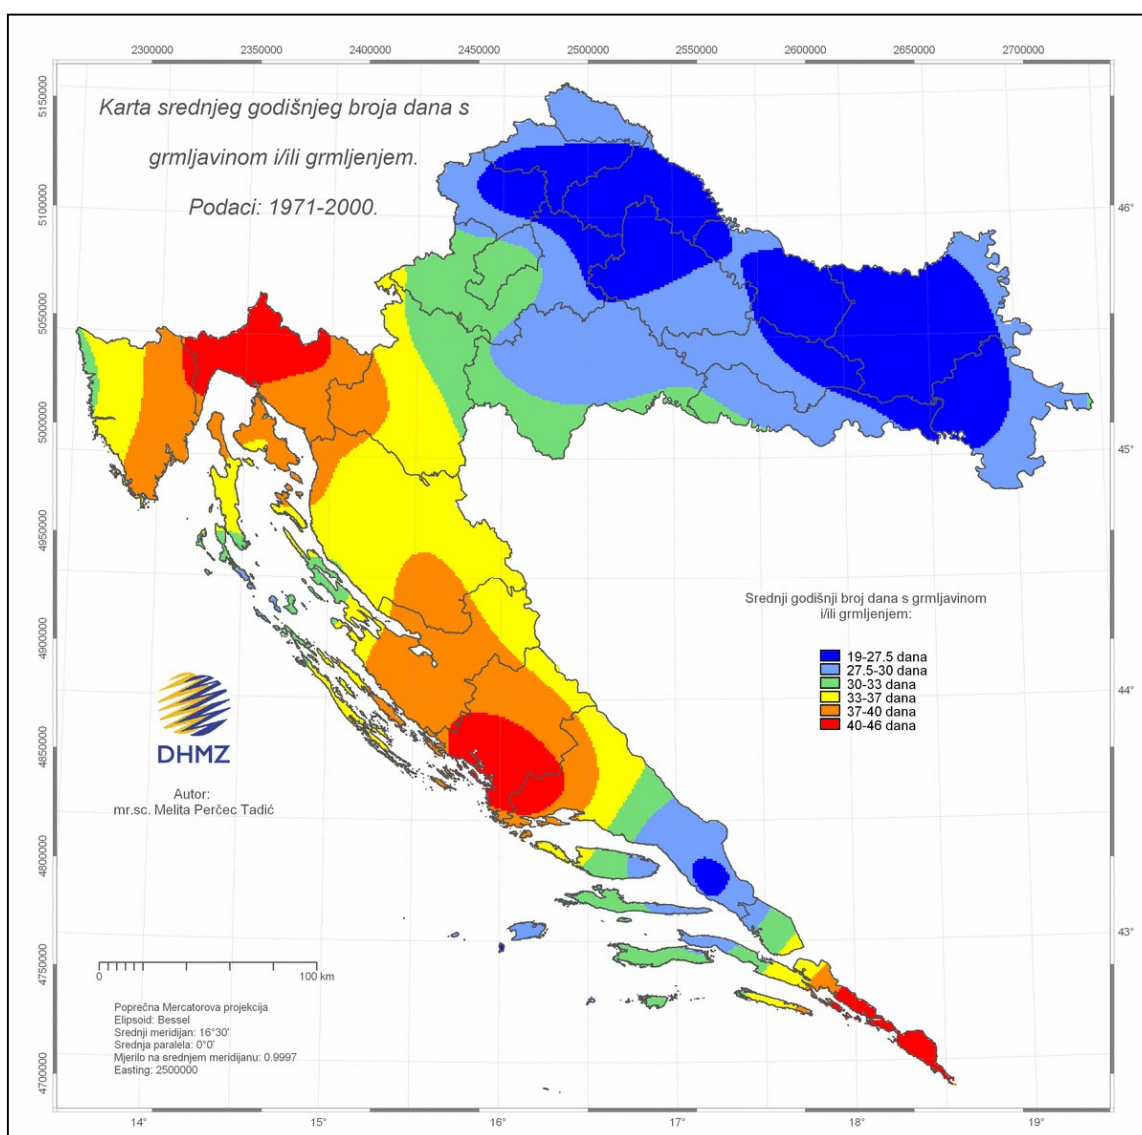 2300000 2350000 2400000 2450000 2500000 2550000 2600000 2650000 2700000
Karta srednjeg godišnjeg broja dana s
grmljavinom i/ili grmljenjem.
Podaci: 1971-2000.
5150000
5100000
5050000
5000000
4950000
4900000
4850000
4800000
4750000
4700000
46°
45°
44°
43°
Srednji godišnji broj dana s grmljavinom
i/ili grmljenjem:
19-27.5 dana
27.5-30 dana
30-33 dana
33-37 dana
37-40 dana
40-46 dana
DHMZ
Autor:
mr.sc. Melita Perčec Tadić
0 100 km
Poprečna Mercatorova projekcija
Elipsoid: Bessel
Srednji meridijan: 16°30'
Srednja paralela: 0°0'
Mjerilo na srednjem meridijanu: 0.9997
Easting: 2500000
14° 15° 16° 17° 18° 19°